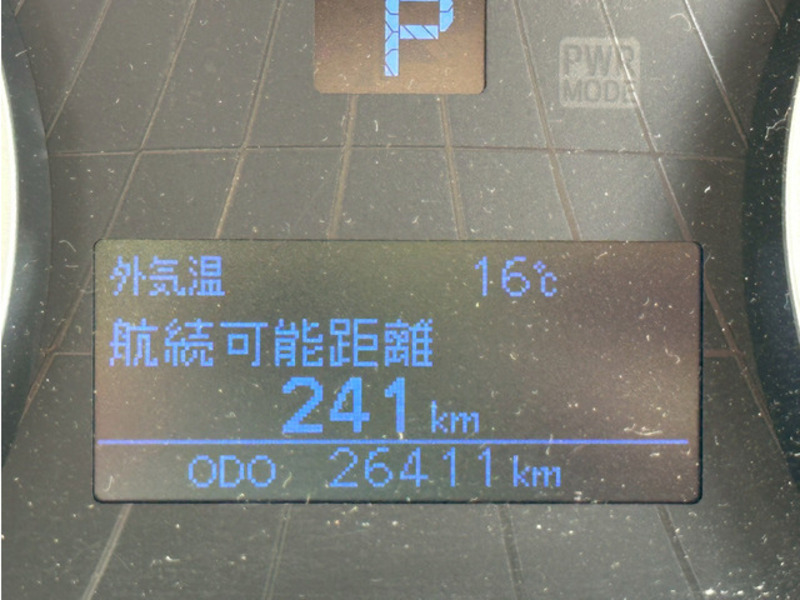 P
PWR
MODE
外気温 16℃
航続可能距離
241 km
ODO 26411 km